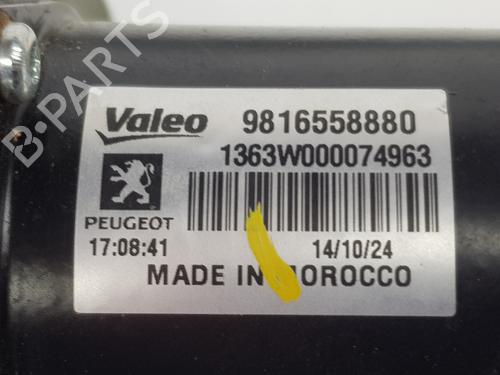 Valeo 9816558880
1363W000074963
PEUGEOT
17:08:41 14/10/24
MADE IN MOROCCO
B-PARTS